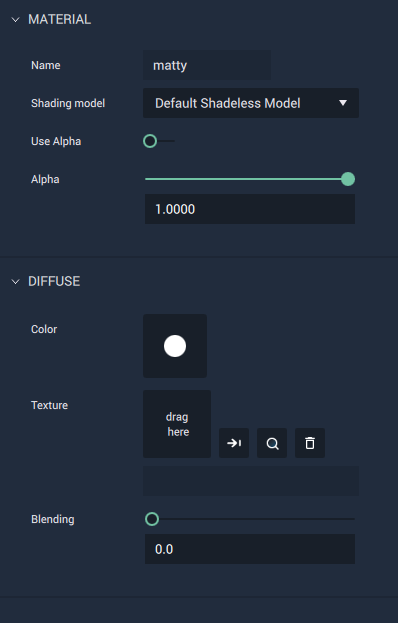 MATERIAL
Name
matty
Shading model
Default Shadeless Model
Use Alpha
Alpha
1.0000
DIFFUSE
Color
Texture
drag
here
Blending
0.0